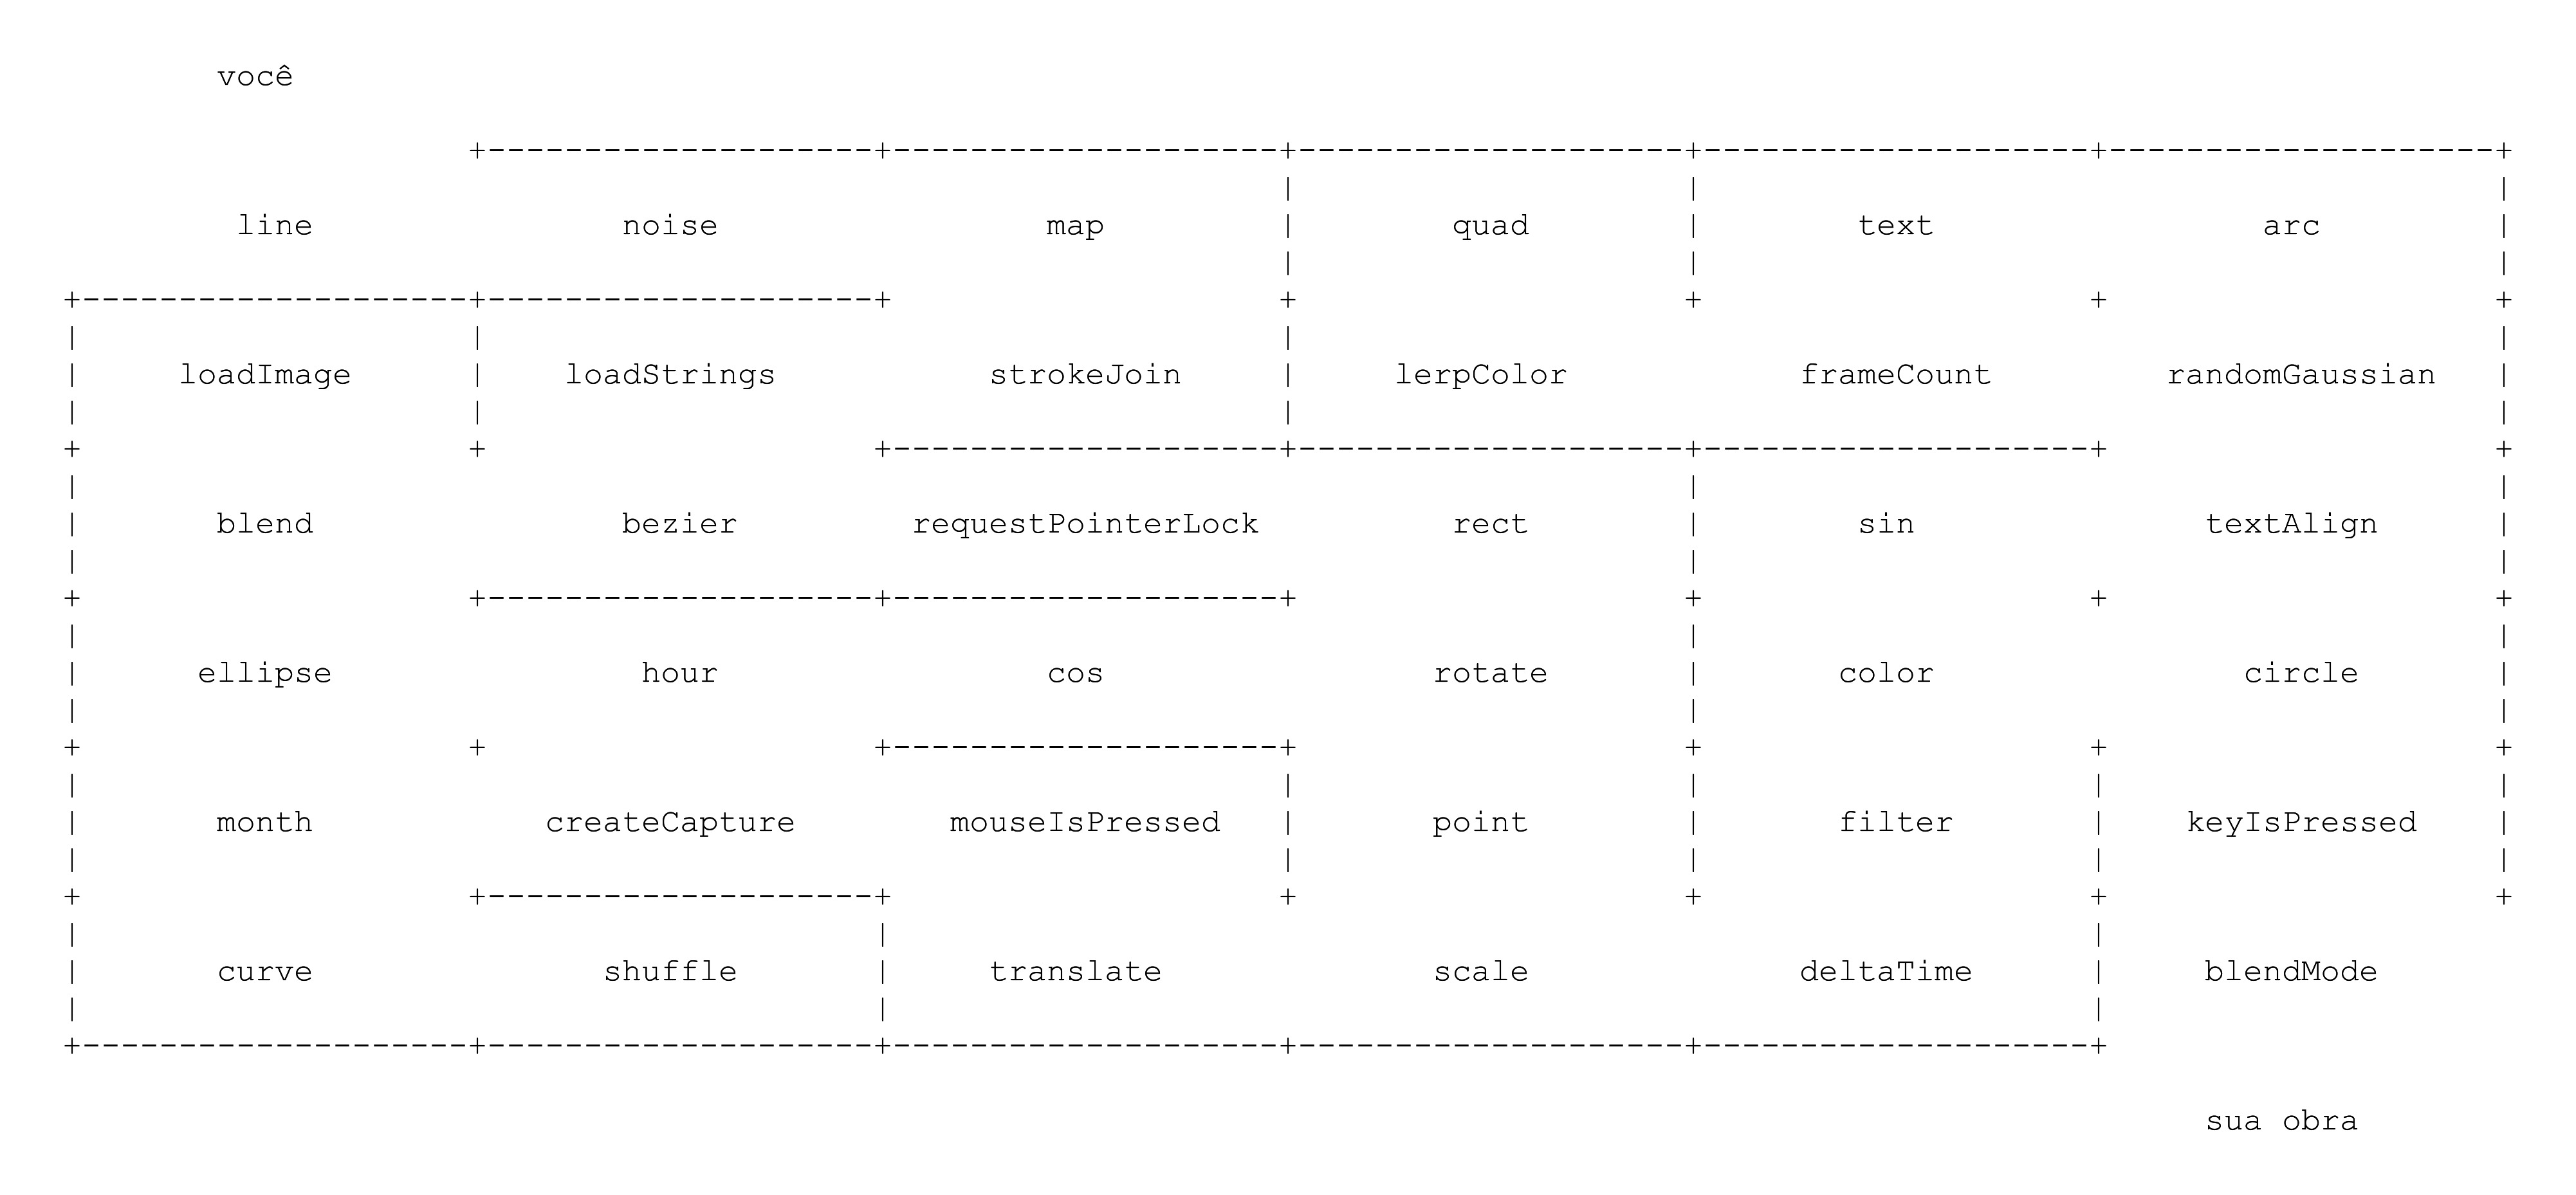 você
line noise map quad text arc
loadImage loadStrings strokeJoin lerpColor frameCount randomGaussian
blend bezier requestPointerLock rect sin textAlign
ellipse hour cos rotate color circle
month createCapture mouseIsPressed point filter keyIsPressed
curve shuffle translate scale deltaTime blendMode
sua obra